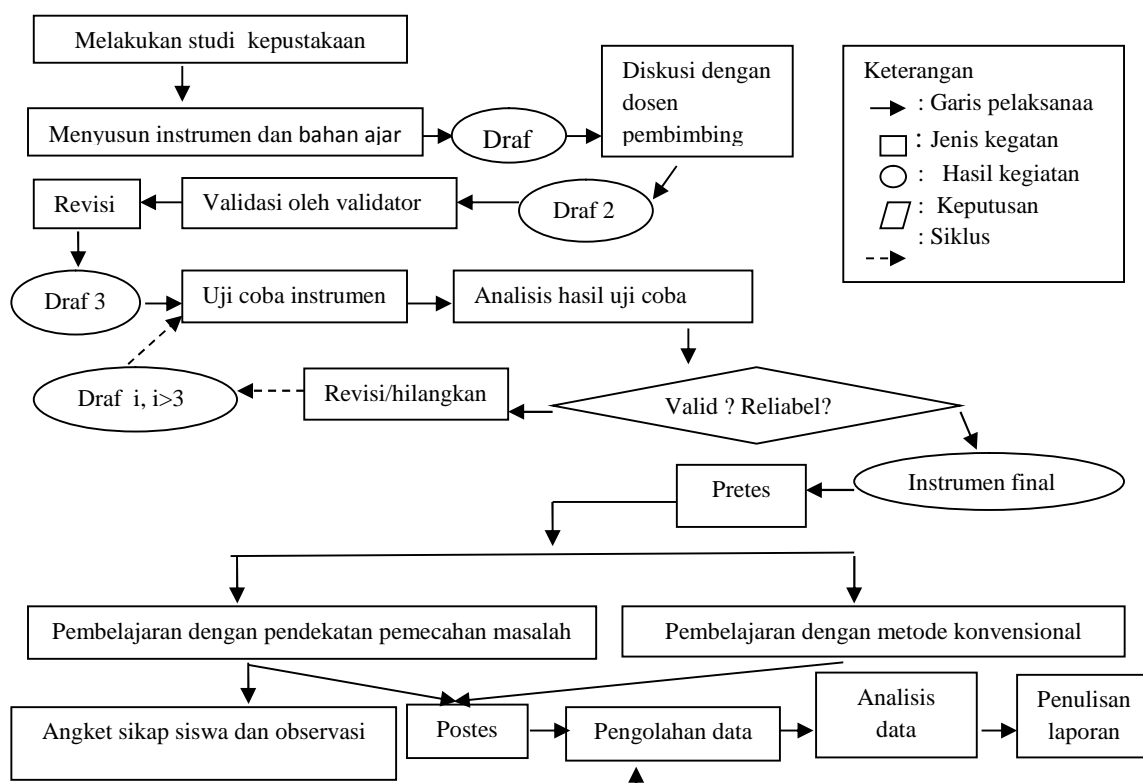 Melakukan studi kepustakaan
Menyusun instrumen dan bahan ajar
Draf
Diskusi dengan
dosen
pembimbing
Keterangan
: Garis pelaksanaa
: Jenis kegatan
: Hasil kegiatan
: Keputusan
: Siklus
Revisi
Validasi oleh validator
Draf 2
Draf 3
Uji coba instrumen
Analisis hasil uji coba
Draf i, i>3
Revisi/hilangkan
Valid ? Reliabel?
Pretes
Instrumen final
Pembelajaran dengan pendekatan pemecahan masalah
Pembelajaran dengan metode konvensional
Angket sikap siswa dan observasi
Postes
Pengolahan data
Analisis
data
Penulisan
laporan